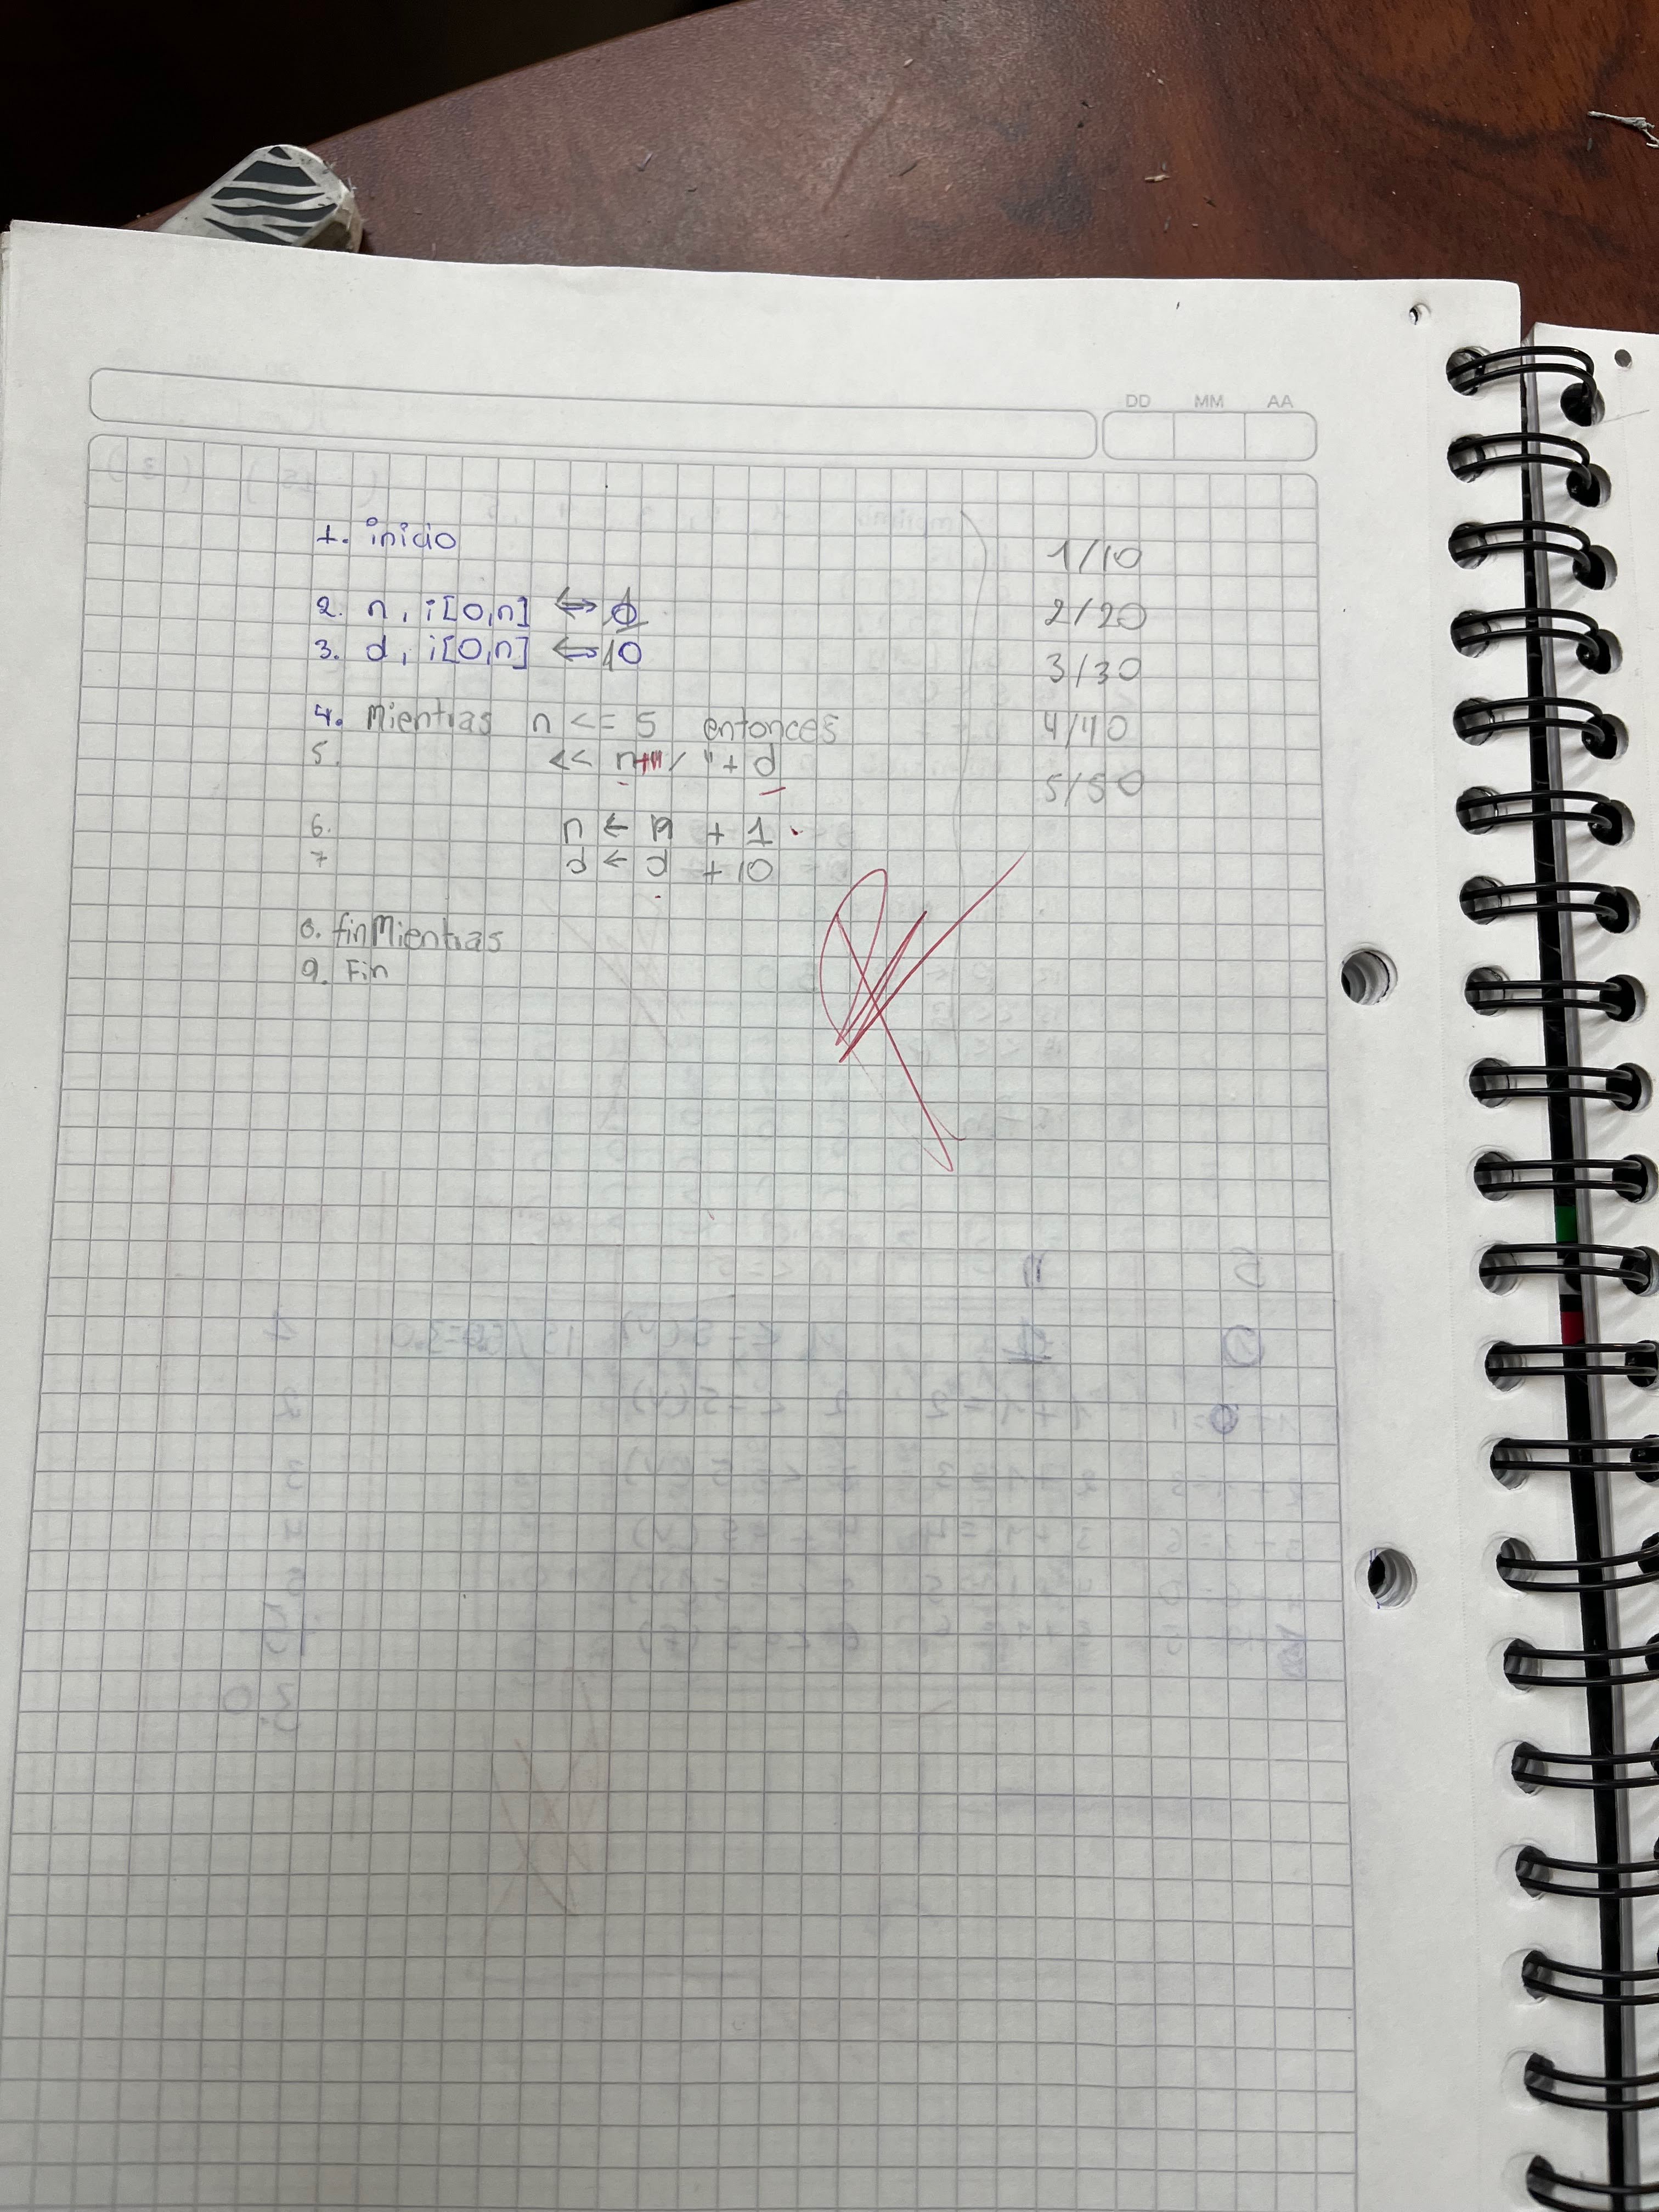 DD MM AA
1. inicio
1/10
2. n, i[0,n] ⇔
2/20
3. d, i[0,n] ⇔ 10
3/30
4. Mientras n <= 5 entonces
4/40
5. << n+"/"+ d
5/50
6. n ← n + 1
7 d ← d + 10
8. finMientras
9. Fin